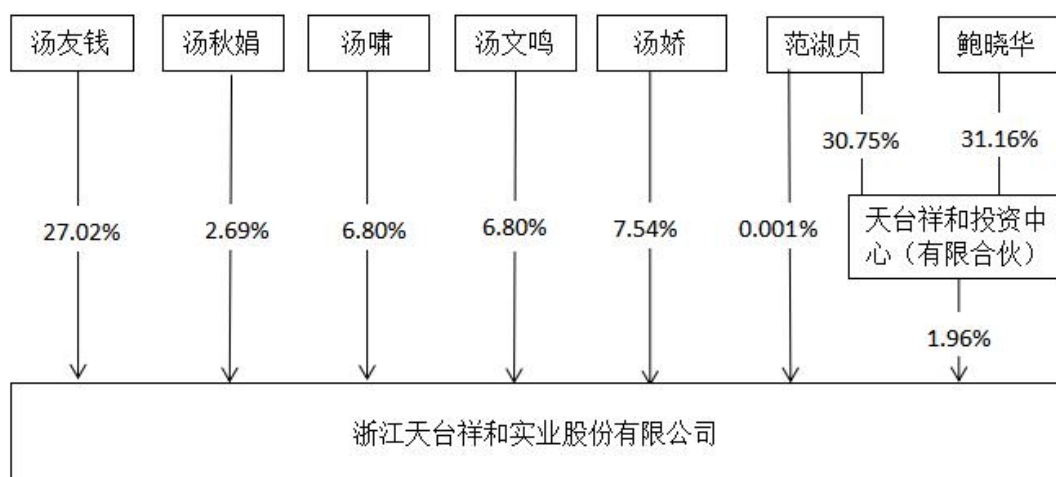 汤友钱
汤秋娟
汤啸
汤文鸣
汤娇
范淑贞
鲍晓华
30.75%
31.16%
27.02%
2.69%
6.80%
6.80%
7.54%
0.001%
天台祥和投资中
心（有限合伙）
1.96%
浙江天台祥和实业股份有限公司